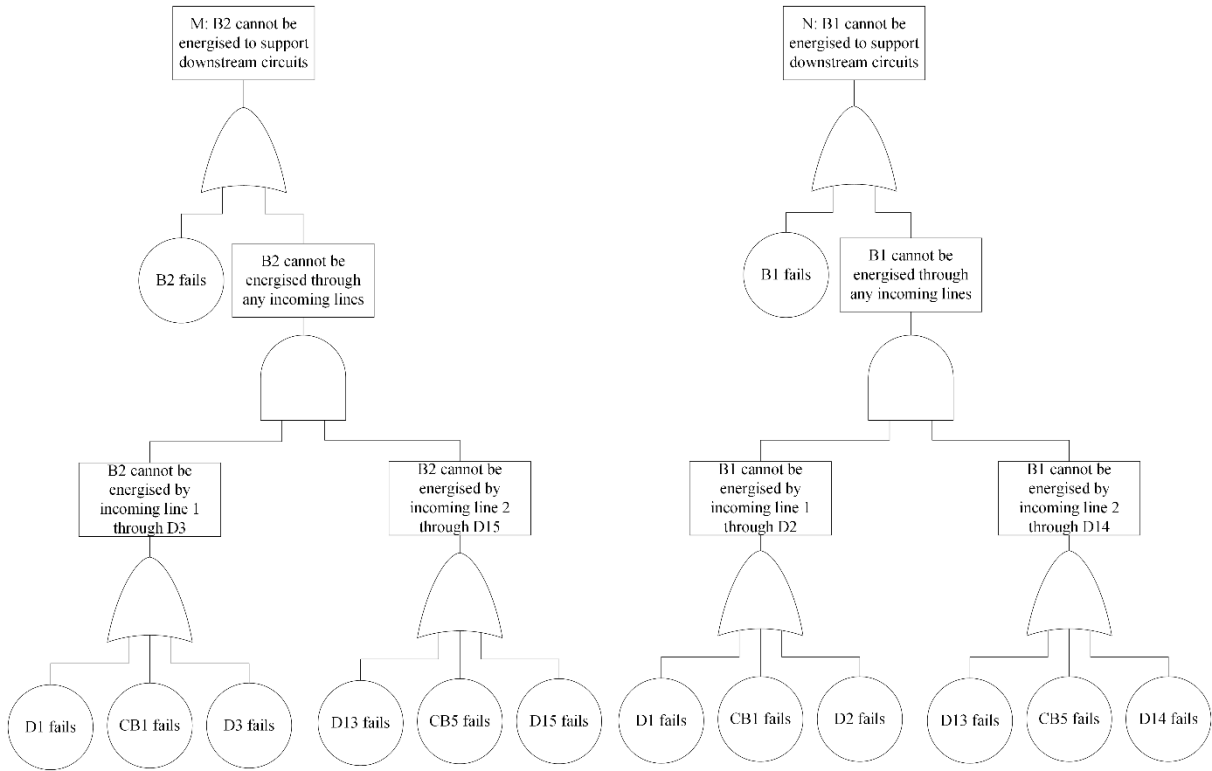 M: B2 cannot be
energised to support
downstream circuits
N: B1 cannot be
energised to support
downstream circuits
B2 fails
B2 cannot be
energised through
any incoming lines
B1 fails
B1 cannot be
energised through
any incoming lines
B2 cannot be
energised by
incoming line 1
through D3
B2 cannot be
energised by
incoming line 2
through D15
B1 cannot be
energised by
incoming line 1
through D2
B1 cannot be
energised by
incoming line 2
through D14
D1 fails
CB1 fails
D3 fails
D13 fails
CB5 fails
D15 fails
D1 fails
CB1 fails
D2 fails
D13 fails
CB5 fails
D14 fails